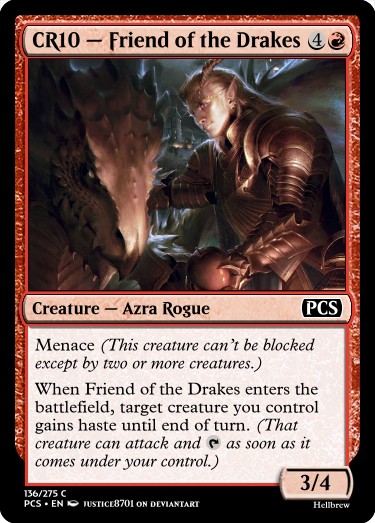 CR10 — Friend of the Drakes 4
Creature — Azra Rogue PCS
Menace (This creature can't be blocked
except by two or more creatures.)
When Friend of the Drakes enters the
battlefield, target creature you control
gains haste until end of turn. (That
creature can attack and as soon as it
comes under your control.)
3/4
136/275 C
PCS • EN JUSTICE8701 ON DEVIANTART
Hellbrew